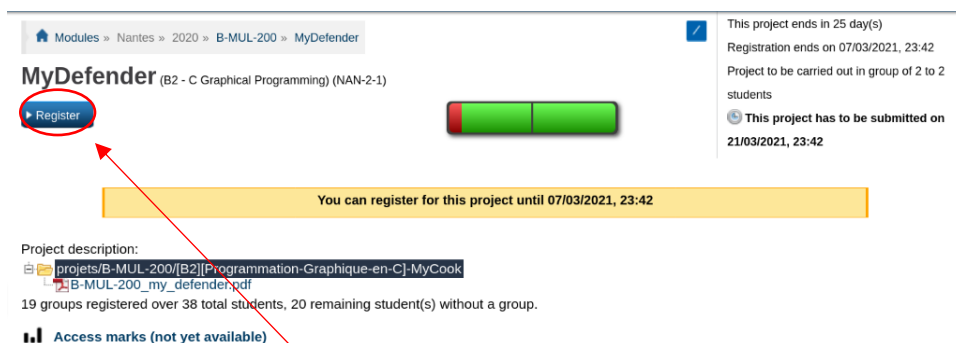 Modules » Nantes » 2020 » B-MUL-200 » MyDefender
This project ends in 25 day(s)
Registration ends on 07/03/2021, 23:42
Project to be carried out in group of 2 to 2
students
This project has to be submitted on
21/03/2021, 23:42
MyDefender (B2 - C Graphical Programming) (NAN-2-1)
Register
You can register for this project until 07/03/2021, 23:42
Project description:
projets/B-MUL-200/[B2][Programmation-Graphique-en-C]-MyCook
B-MUL-200_my_defender.pdf
19 groups registered over 38 total students, 20 remaining student(s) without a group.
Access marks (not yet available)